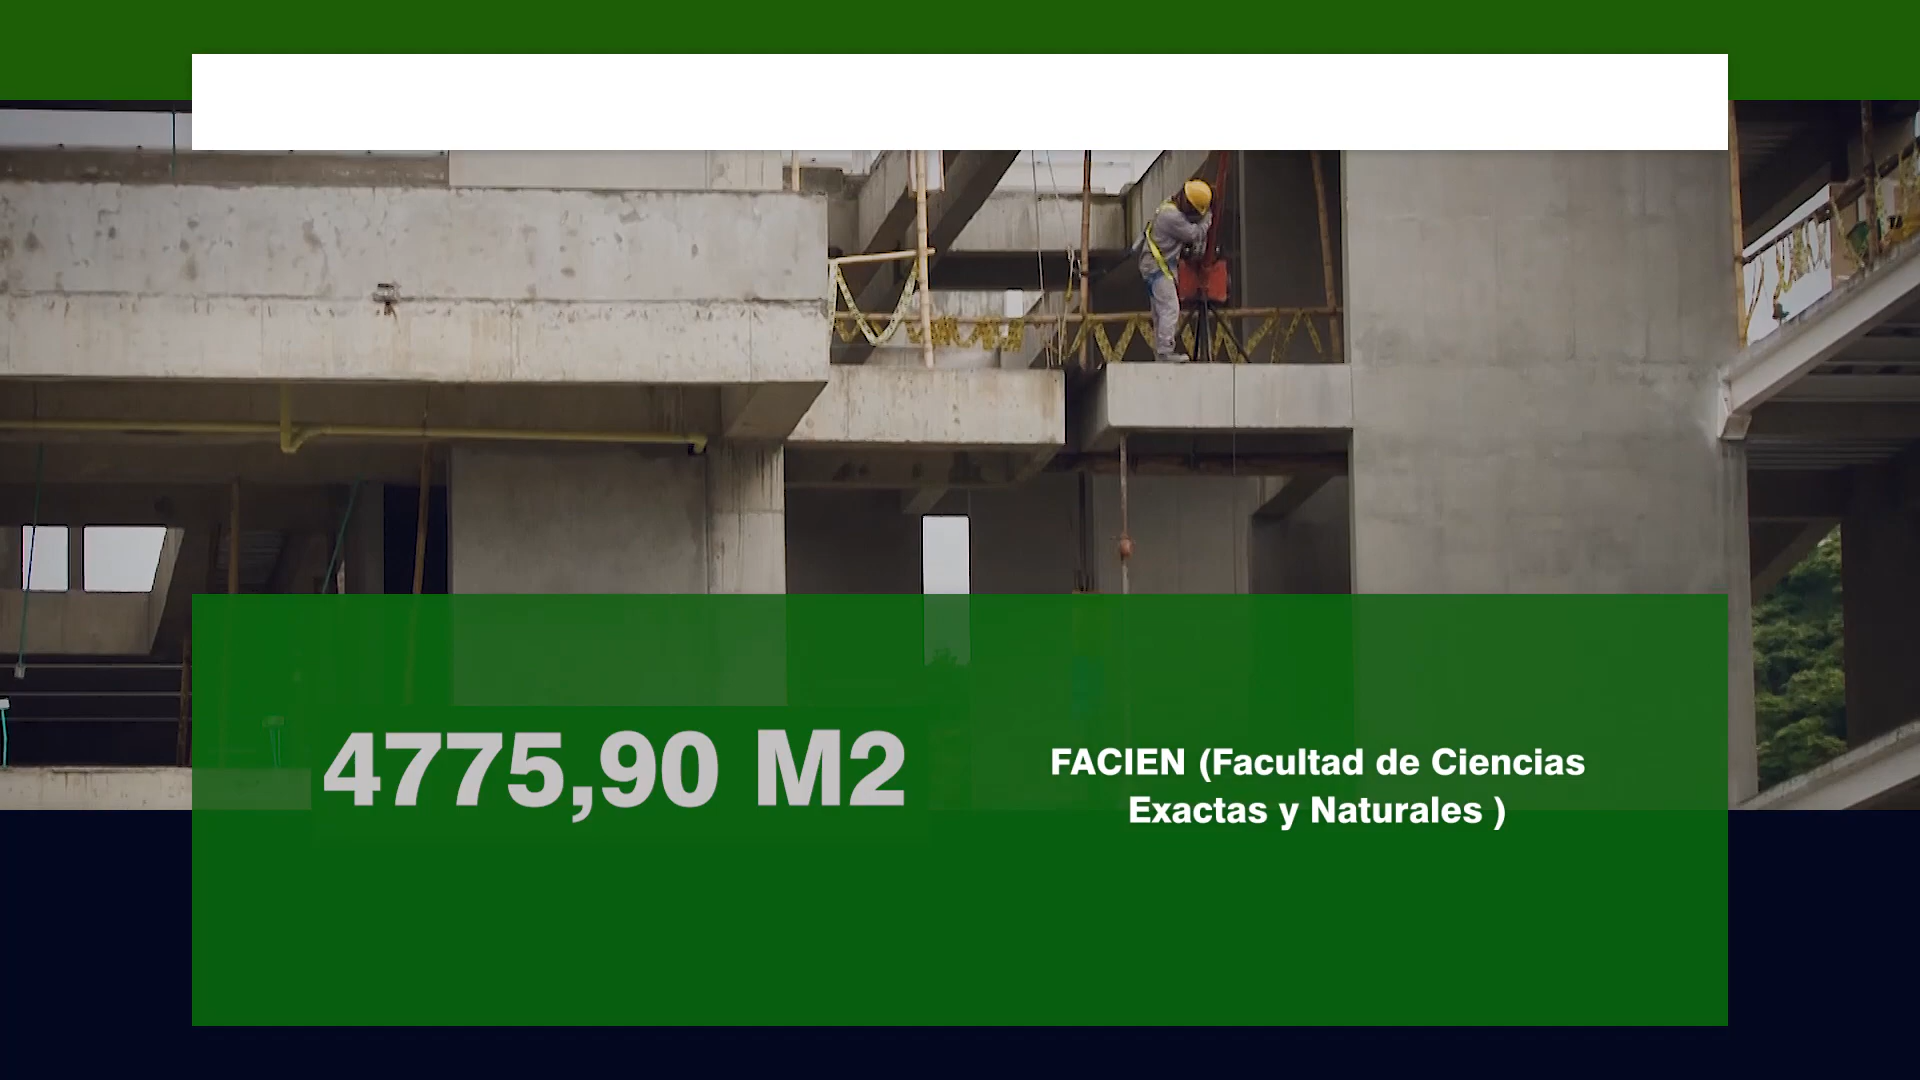 4775,90 M2
FACIEN (Facultad de Ciencias
Exactas y Naturales )